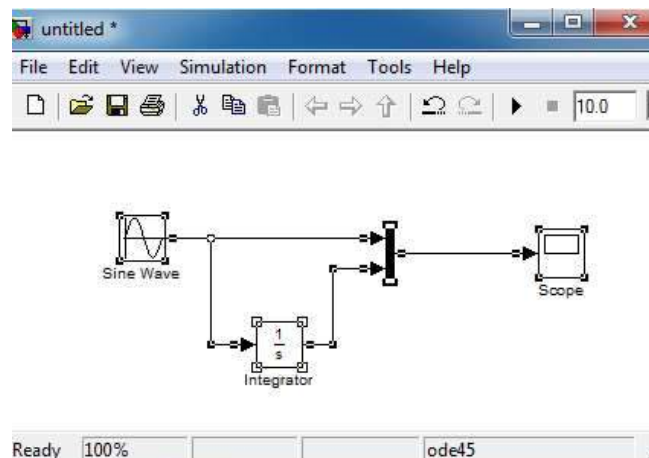 untitled *
File Edit View Simulation Format Tools Help
10.0
Sine Wave
Scope
1
s
Integrator
Ready 100% ode45